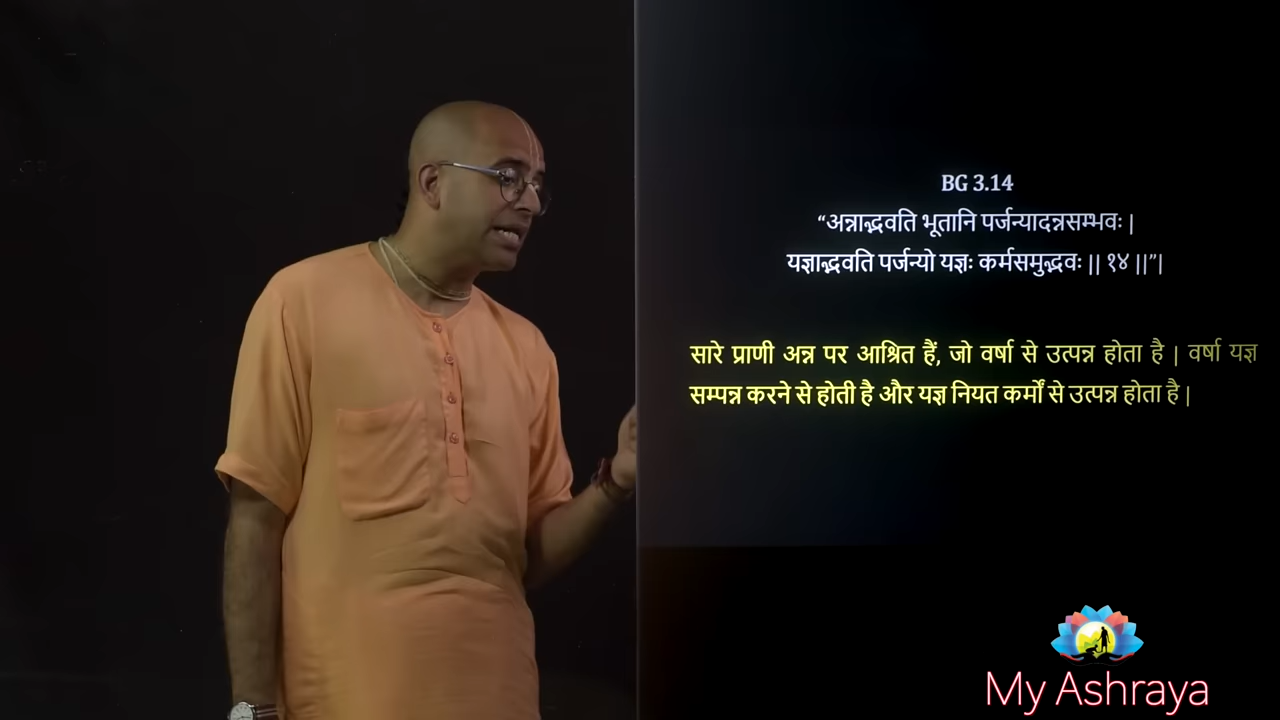 BG 3.14
“अन्नाद्भवति भूतानि पर्जन्यादन्नसम्भवः |
यज्ञाद्भवति पर्जन्यो यज्ञः कर्मसमुद्भवः || १४ ||”|
सारे प्राणी अन्न पर आश्रित हैं, जो वर्षा से उत्पन्न होता है | वर्षा यज्ञ
सम्पन्न करने से होती है और यज्ञ नियत कर्मों से उत्पन्न होता है |
My Ashraya